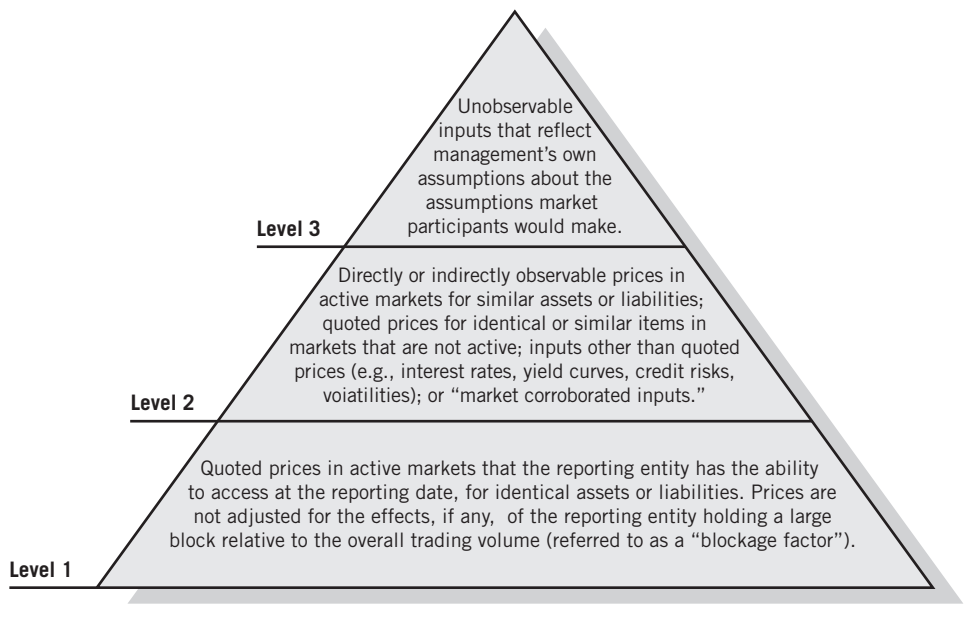 Unobservable
inputs that reflect
management's own
assumptions about the
assumptions market
participants would make.
Level 3
Directly or indirectly observable prices in
active markets for similar assets or liabilities;
quoted prices for identical or similar items in
markets that are not active; inputs other than quoted
prices (e.g., interest rates, yield curves, credit risks,
voiatilities); or “market corroborated inputs.”
Level 2
Quoted prices in active markets that the reporting entity has the ability
to access at the reporting date, for identical assets or liabilities. Prices are
not adjusted for the effects, if any, of the reporting entity holding a large
block relative to the overall trading volume (referred to as a “blockage factor”).
Level 1